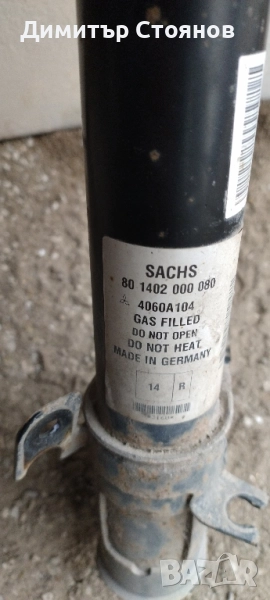 Димитър Стоянов
SACHS
80 1402 000 080
4060A104
GAS FILLED
DO NOT OPEN
DO NOT HEAT
MADE IN GERMANY
14 R
BAZAR